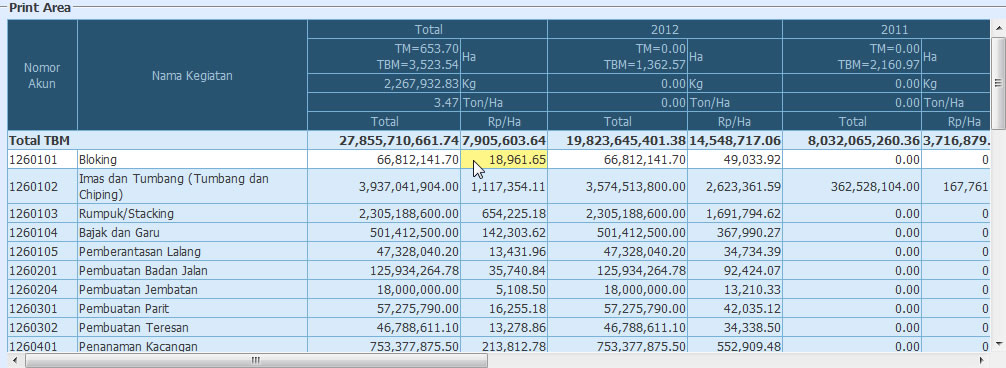 Print Area
Nomor Akun Nama Kegiatan Total 2012 2011
TM=653.70 TBM=3,523.54 Ha TM=0.00 TBM=1,362.57 Ha TM=0.00 TBM=2,160.97 Ha
2,267,932.83 Kg 0.00 Kg 0.00 Kg
3.47 Ton/Ha 0.00 Ton/Ha 0.00 Ton/Ha
Total Rp/Ha Total Rp/Ha Total Rp/Ha
Total TBM 27,855,710,661.74 7,905,603.64 19,823,645,401.38 14,548,717.06 8,032,065,260.36 3,716,879.
1260101 Bloking 66,812,141.70 18,961.65 66,812,141.70 49,033.92 0.00 0
1260102 Imas dan Tumbang (Tumbang dan Chiping) 3,937,041,904.00 1,117,354.11 3,574,513,800.00 2,623,361.59 362,528,104.00 167,761
1260103 Rumpuk/Stacking 2,305,188,600.00 654,225.18 2,305,188,600.00 1,691,794.62 0.00 0
1260104 Bajak dan Garu 501,412,500.00 142,303.62 501,412,500.00 367,990.27 0.00 0
1260105 Pemberantasan Lalang 47,328,040.20 13,431.96 47,328,040.20 34,734.39 0.00 0
1260201 Pembuatan Badan Jalan 125,934,264.78 35,740.84 125,934,264.78 92,424.07 0.00 0
1260204 Pembuatan Jembatan 18,000,000.00 5,108.50 18,000,000.00 13,210.33 0.00 0
1260301 Pembuatan Parit 57,275,790.00 16,255.18 57,275,790.00 42,035.12 0.00 0
1260302 Pembuatan Teresan 46,788,611.10 13,278.86 46,788,611.10 34,338.50 0.00 0
1260401 Penanaman Kacangan 753,377,875.50 213,812.78 753,377,875.50 552,909.48 0.00 0